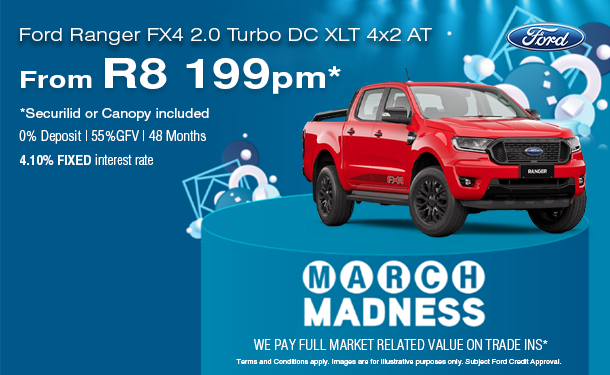 Ford Ranger FX4 2.0 Turbo DC XLT 4x2 AT
Ford
From R8 199pm*
*Securilid or Canopy included
0% Deposit | 55%GFV | 48 Months
4.10% FIXED interest rate
FX4
RANGER
MARCH
MADNESS
WE PAY FULL MARKET RELATED VALUE ON TRADE INS*
Terms and Conditions apply. Images are for illustrative purposes only. Subject Ford Credit Approval.